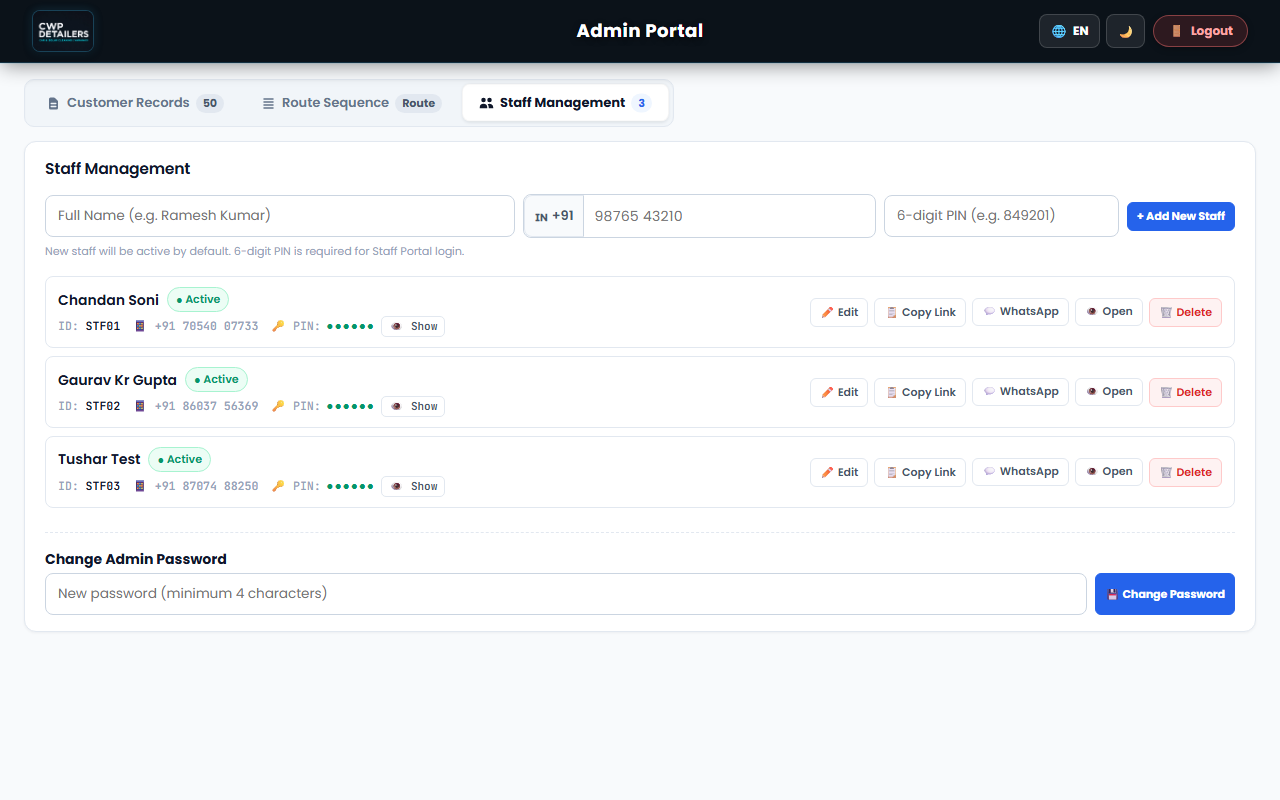 CWP
DETAILERS
Admin Portal
EN
Logout
Customer Records 50
Route Sequence Route
Staff Management 3
Staff Management
Full Name (e.g. Ramesh Kumar)
IN +91 98765 43210
6-digit PIN (e.g. 849201)
+ Add New Staff
New staff will be active by default. 6-digit PIN is required for Staff Portal login.
Chandan Soni ● Active
ID: STF01 +91 70540 07733 PIN: ●●●●●● Show
Edit Copy Link WhatsApp Open Delete
Gaurav Kr Gupta ● Active
ID: STF02 +91 86037 56369 PIN: ●●●●●● Show
Edit Copy Link WhatsApp Open Delete
Tushar Test ● Active
ID: STF03 +91 87074 88250 PIN: ●●●●●● Show
Edit Copy Link WhatsApp Open Delete
Change Admin Password
New password (minimum 4 characters)
Change Password